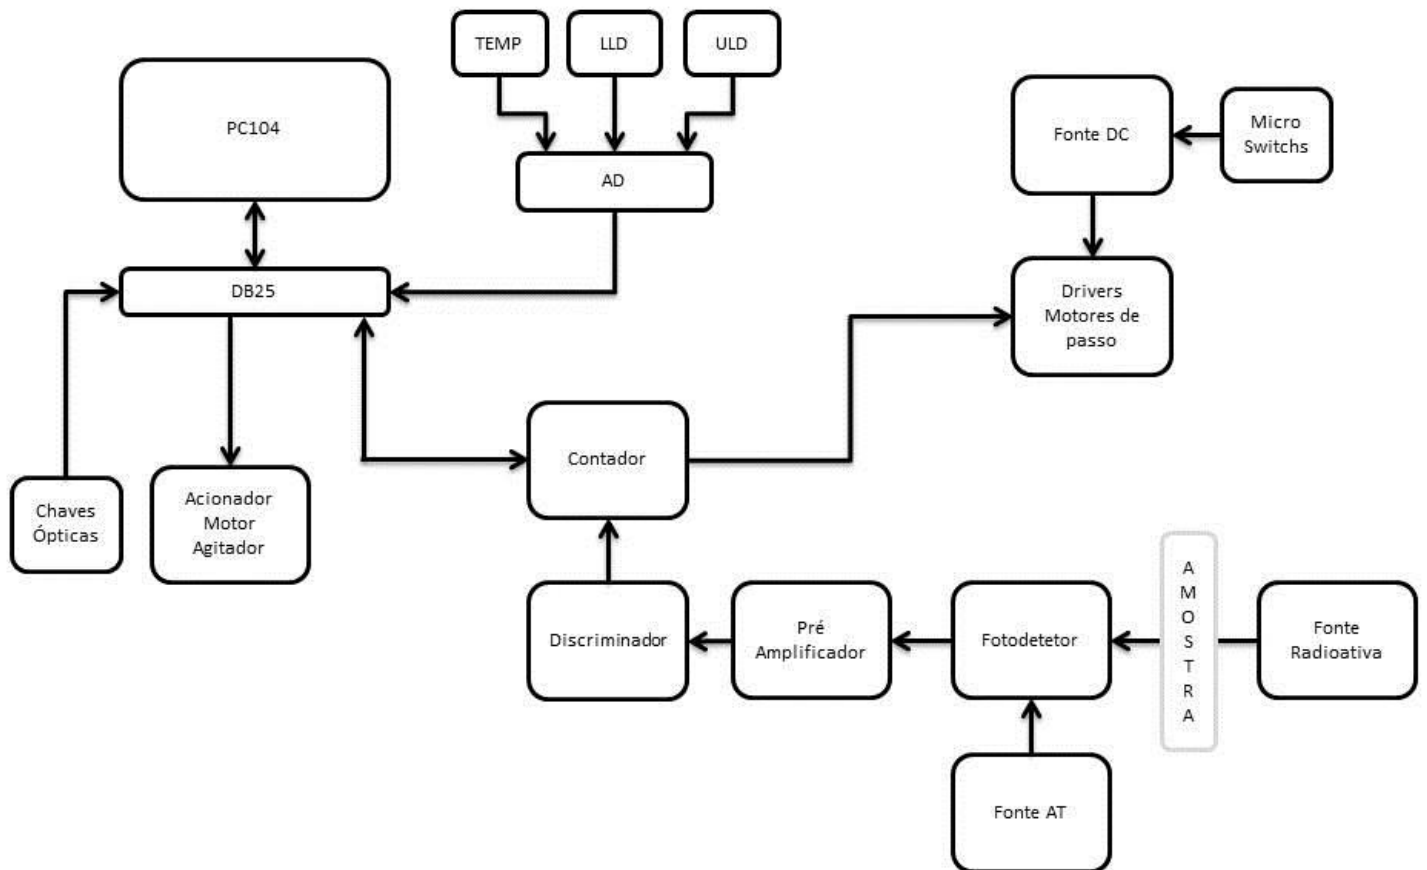 TEMP
LLD
ULD
PC104
Fonte DC
Micro
Switchs
AD
DB25
Drivers
Motores de
passo
Contador
Chaves
Ópticas
Acionador
Motor
Agitador
Discriminador
Pré
Amplificador
Fotodetetor
A
M
O
S
T
R
A
Fonte
Radioativa
Fonte AT